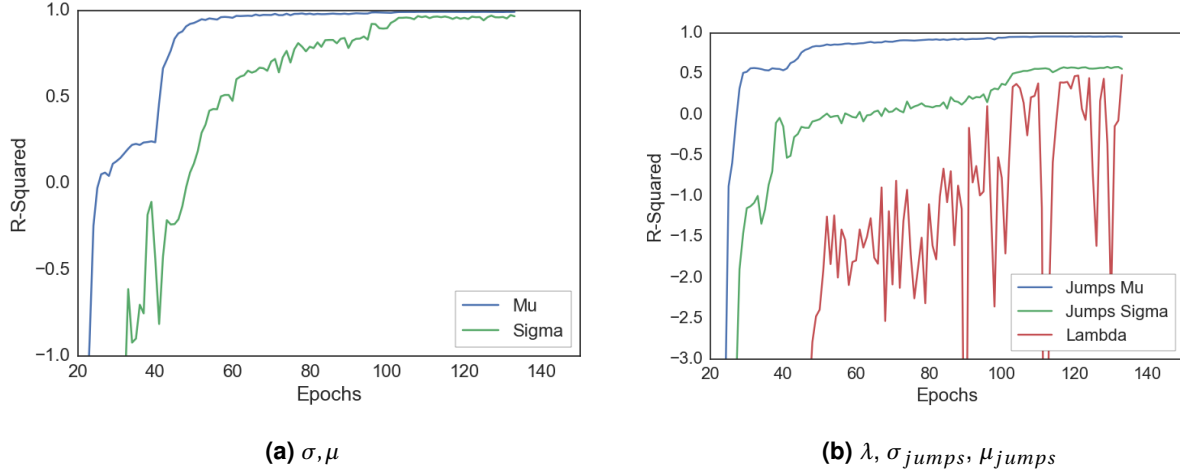 1.0
0.5
0.0
−0.5
−1.0
R-Squared
20 40 60 80 100 120 140
Epochs
Mu
Sigma
(a) σ,μ
1.0
0.5
0.0
−0.5
−1.0
−1.5
−2.0
−2.5
−3.0
R-Squared
20 40 60 80 100 120 140
Epochs
Jumps Mu
Jumps Sigma
Lambda
(b) λ, σjumps, μjumps